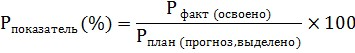 Р показатель (%) = Р факт (освоено) / Р план (прогноз,выделено) × 100